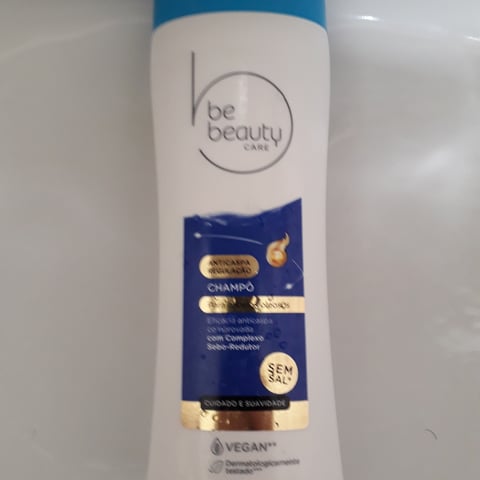 be
beauty
CARE
ANTICASPA
REGULAÇÃO
CHAMPÔ
Eficácia anticaspa
comprovada
com Complexo
Sebo-Redutor
SEM
SAL*
CUIDADO E SUAVIDADE
VEGAN**
Dermatologicamente
testado***